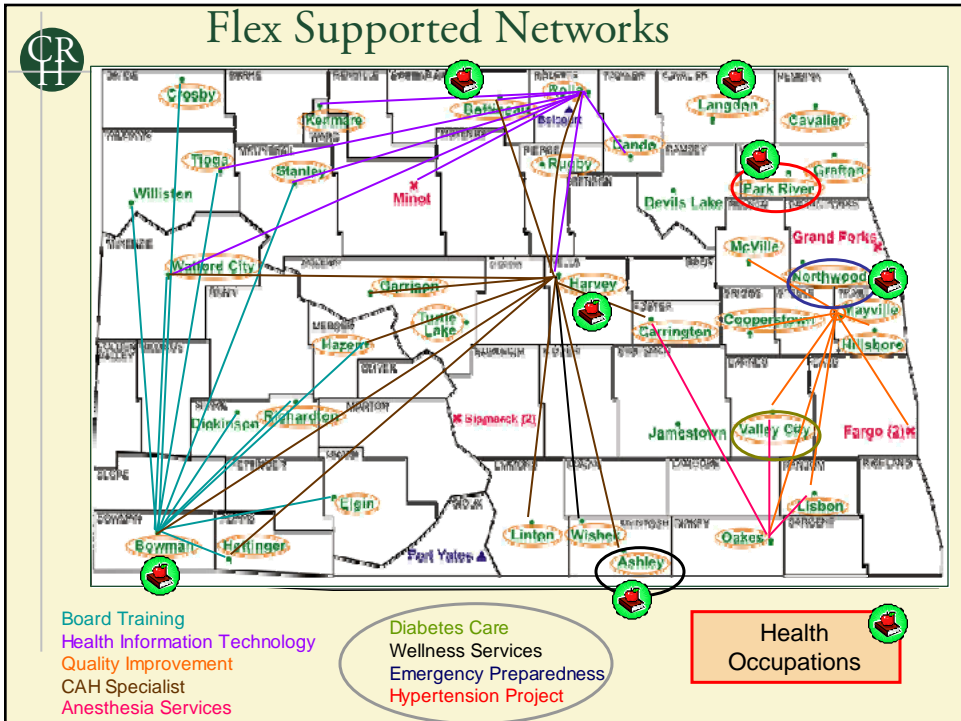 CRH
Flex Supported Networks
Crosby
Kenmare
Bottineau
Rolla
Belcourt
Langdon
Cavalier
Cando
Tioga
Stanley
Rugby
Grafton
Park River
Williston
Minot
Devils Lake
McVille
Grand Forks
Watford City
Garrison
Harvey
Northwood
Turtle
Lake
Carrington
Cooperstown
Mayville
Hillsboro
Hazen
Richardton
Dickinson
Bismarck (2)
Jamestown
Valley City
Fargo (2)
Elgin
Lisbon
Bowman
Hettinger
Fort Yates
Linton
Wishek
Oakes
Ashley
Board Training
Health Information Technology
Quality Improvement
CAH Specialist
Anesthesia Services
Diabetes Care
Wellness Services
Emergency Preparedness
Hypertension Project
Health
Occupations